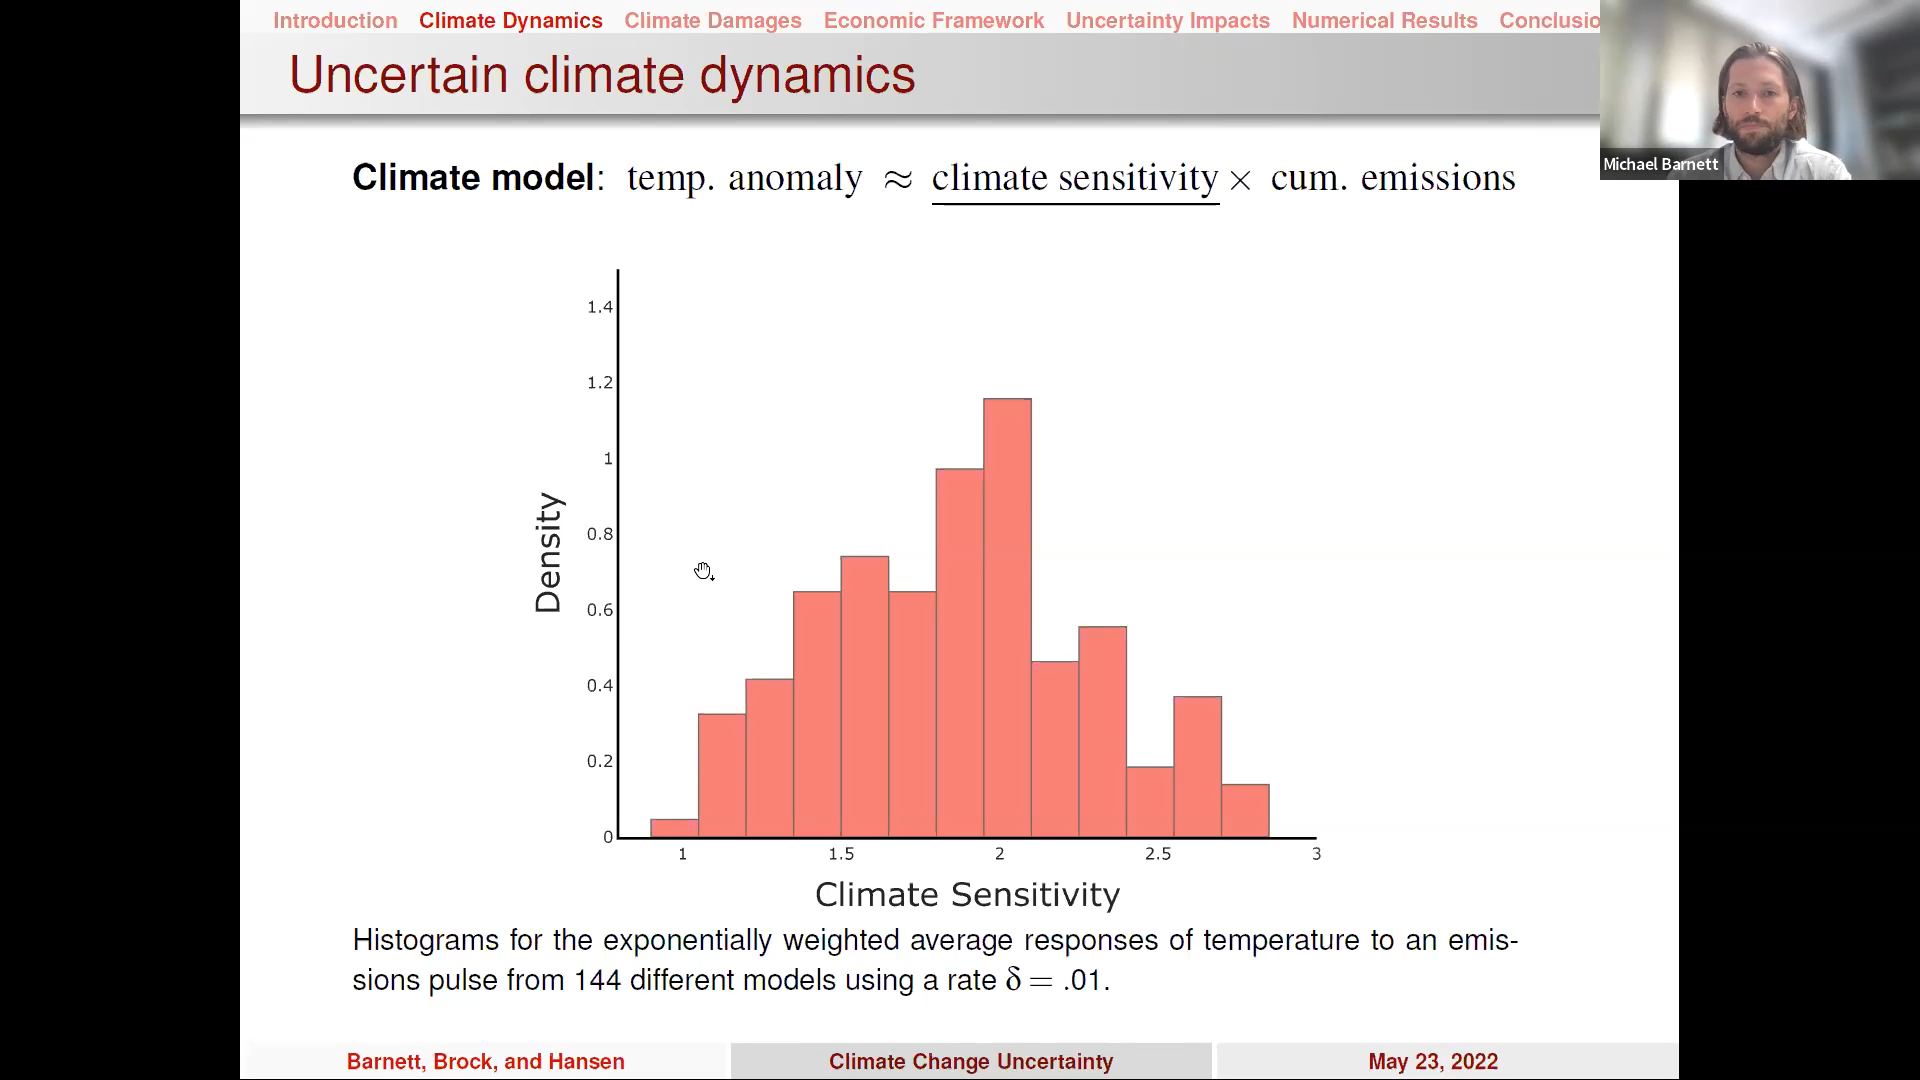 Introduction Climate Dynamics Climate Damages Economic Framework Uncertainty Impacts Numerical Results Conclusio
Uncertain climate dynamics
Michael Barnett
Climate model: temp. anomaly ≈ climate sensitivity × cum. emissions
1.4
1.2
1
0.8
0.6
0.4
0.2
0
Density
1 1.5 2 2.5 3
Climate Sensitivity
Histograms for the exponentially weighted average responses of temperature to an emis-
sions pulse from 144 different models using a rate δ = .01.
Barnett, Brock, and Hansen Climate Change Uncertainty May 23, 2022